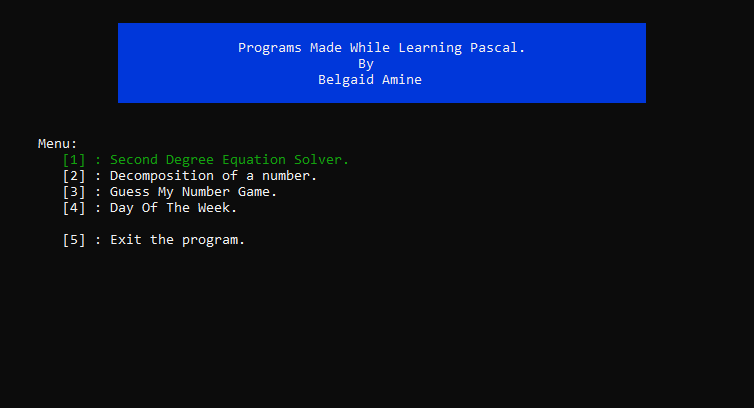 Programs Made While Learning Pascal.
By
Belgaid Amine
Menu:
[1] : Second Degree Equation Solver.
[2] : Decomposition of a number.
[3] : Guess My Number Game.
[4] : Day Of The Week.
[5] : Exit the program.